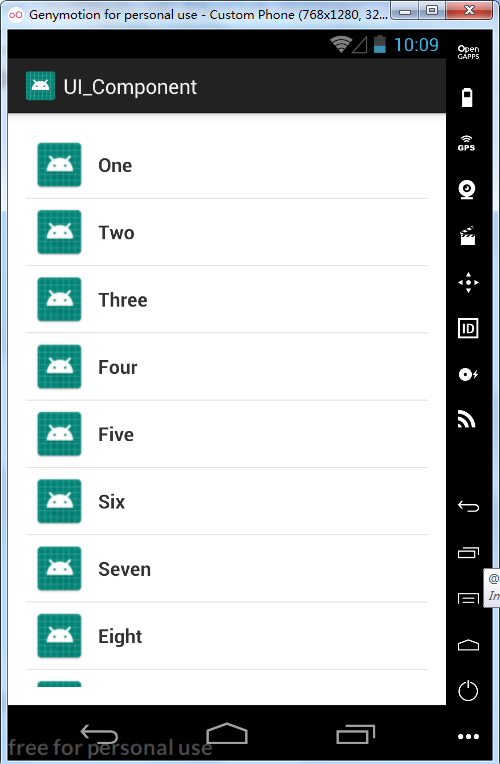 Genymotion for personal use - Custom Phone (768x1280, 32...
10:09
Open
GAPPS
UI_Component
GPS
One
Two
Three
ID
Four
Five
Six
Seven
@
In
Eight
free for personal use